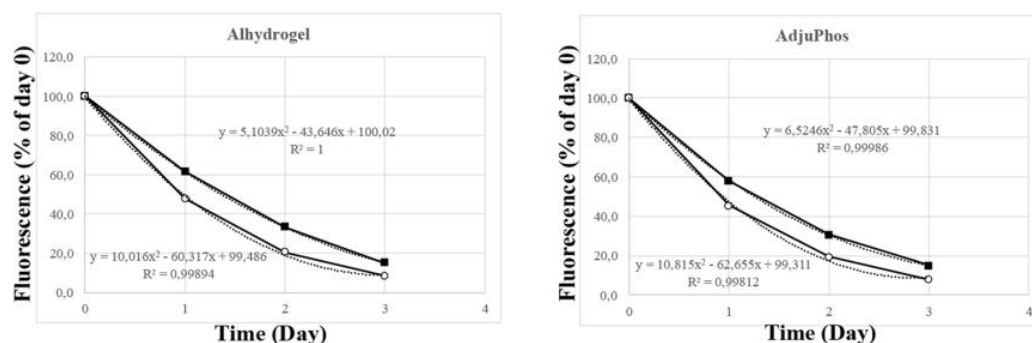 Alhydrogel
Fluorescence (% of day 0)
120,0
100,0
80,0
60,0
40,0
20,0
0,0
y = 5,1039x² - 43,646x + 100,02
R² = 1
y = 10,016x² - 60,317x + 99,486
R² = 0,99894
0 1 2 3 4
Time (Day)
AdjuPhos
Fluorescence (% of day 0)
120,0
100,0
80,0
60,0
40,0
20,0
0,0
y = 6,5246x² - 47,805x + 99,831
R² = 0,99986
y = 10,815x² - 62,655x + 99,311
R² = 0,99812
0 1 2 3 4
Time (Day)